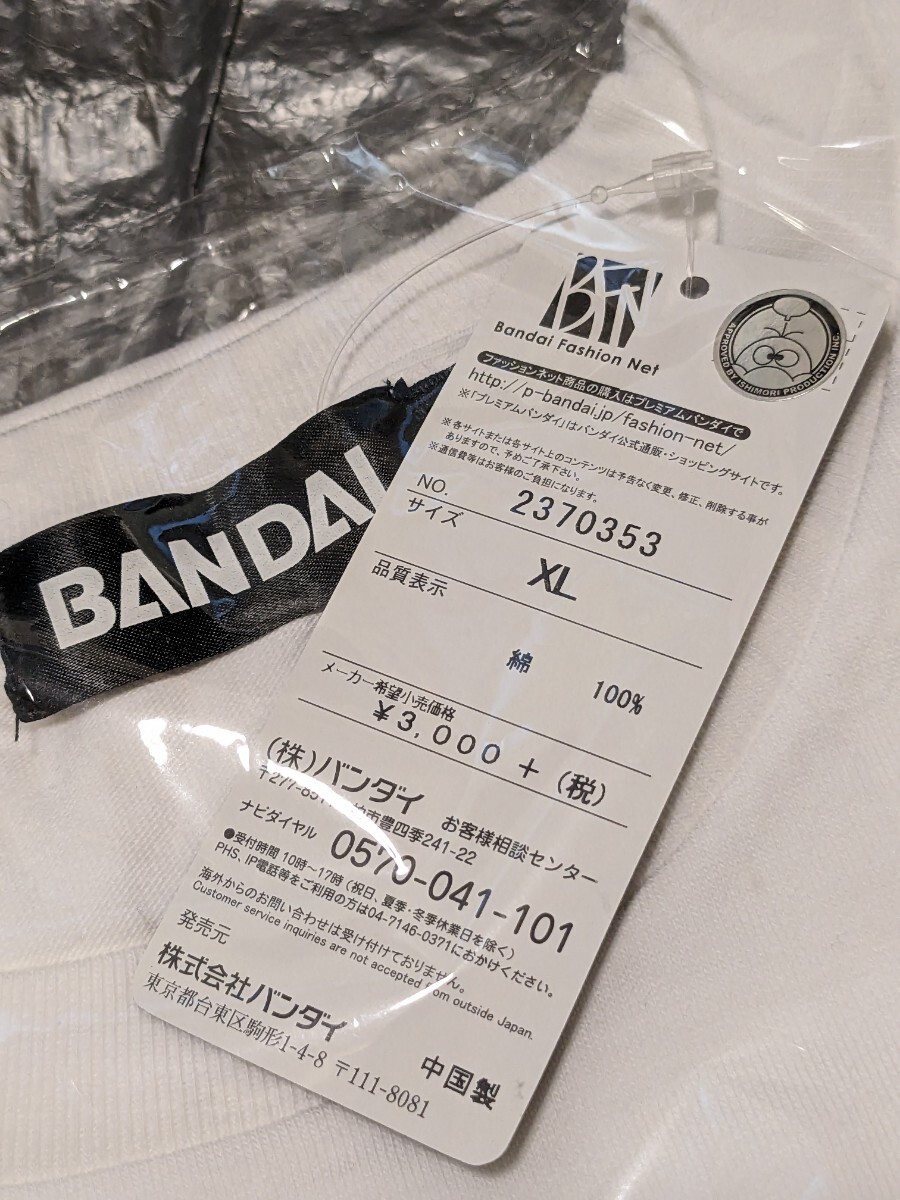 BANDAI
Bandai Fashion Net
APPROVED BY ISHIMORI PRODUCTION INC.
ファッションネット商品の購入はプレミアムバンダイで
http://p-bandai.jp/fashion-net/
※「プレミアムバンダイ」はバンダイ公式通販・ショッピングサイトです。
※各サイトまたは各サイト上のコンテンツは予告なく変更、修正、削除する事が
ありますので、予めご了承下さい。
※通信費等はお客様のご負担になります。
NO. 2370353
サイズ XL
品質表示
綿 100%
メーカー希望小売価格
¥3,000 + (税)
(株)バンダイ お客様相談センター
柏市豊四季241-22
ナビダイヤル 0570-041-101
●受付時間 10時~17時 (祝日、夏季・冬季休業日を除く)
PHS、IP電話等をご利用の方は04-7146-0371におかけください。
海外からのお問い合わせは受け付けておりません。
Customer service inquiries are not accepted from outside Japan.
発売元
株式会社バンダイ
東京都台東区駒形1-4-8 〒111-8081
中国製